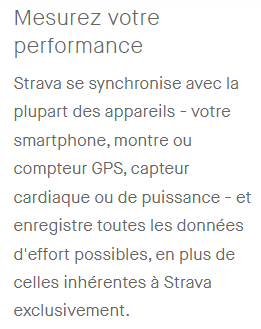 Mesurez votre
performance
Strava se synchronise avec la
plupart des appareils - votre
smartphone, montre ou
compteur GPS, capteur
cardiaque ou de puissance - et
enregistre toutes les données
d'effort possibles, en plus de
celles inhérentes à Strava
exclusivement.